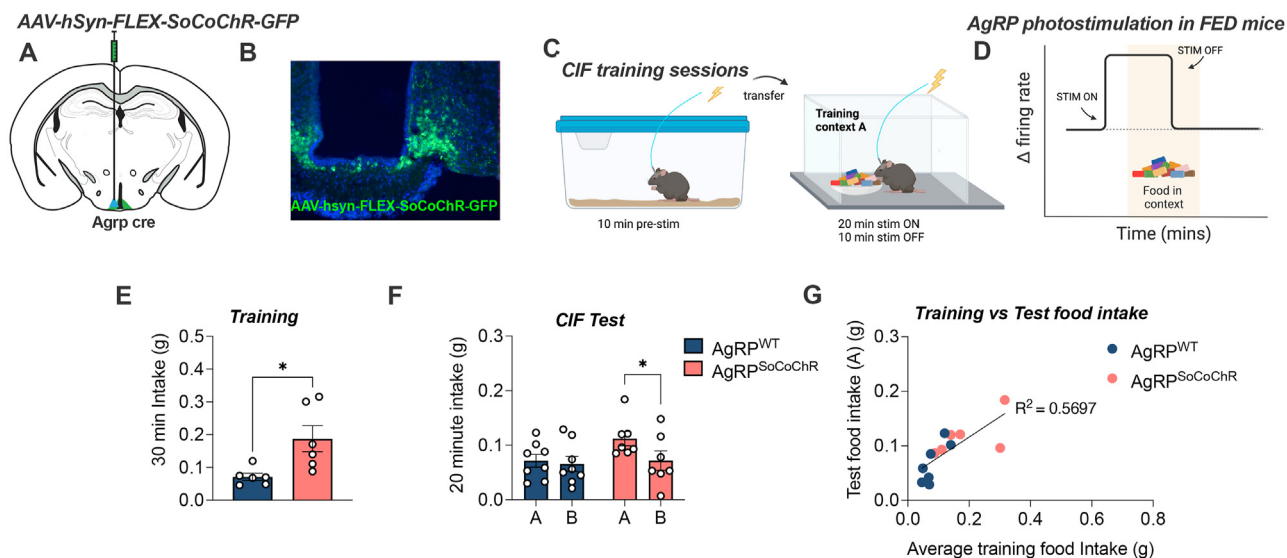 AAV-hSyn-FLEX-SoCoChR-GFP
A
Agrp cre
B
AAV-hsyn-FLEX-SoCoChR-GFP
C
CIF training sessions
transfer
10 min pre-stim
Training
context A
20 min stim ON
10 min stim OFF
AgRP photostimulation in FED mice
D
STIM ON
STIM OFF
Δ firing rate
Food in
context
Time (mins)
E
Training
30 min Intake (g)
0.5
0.4
0.3
0.2
0.1
0.0
*
F
CIF Test
20 minute intake (g)
0.3
0.2
0.1
0.0
*
A
B
A
B
AgRPWT
AgRPSoCoChR
G
Training vs Test food intake
Test food intake (A) (g)
0.3
0.2
0.1
0.0
R2 = 0.5697
AgRPWT
AgRPSoCoChR
0.0
0.2
0.4
0.6
0.8
Average training food Intake (g)